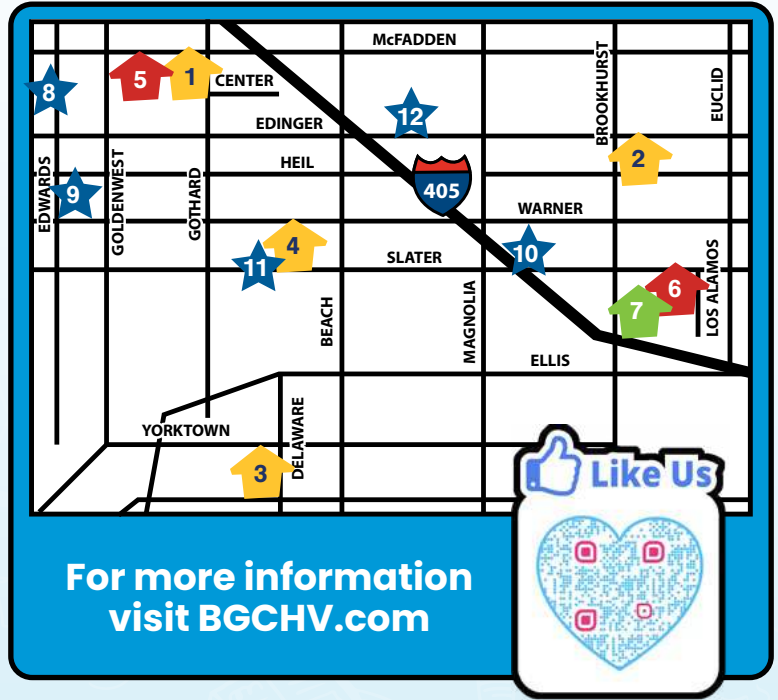 McFADDEN
CENTER
5
1
8
12
EDINGER
BROOKHURST
EUCLID
HEIL
2
405
EDWARDS
9
GOLDENWEST
GOTHARD
WARNER
4
11
SLATER
10
BEACH
MAGNOLIA
6
7
LOS ALAMOS
ELLIS
YORKTOWN
DELAWARE
3
Like Us
For more information
visit BGCHV.com